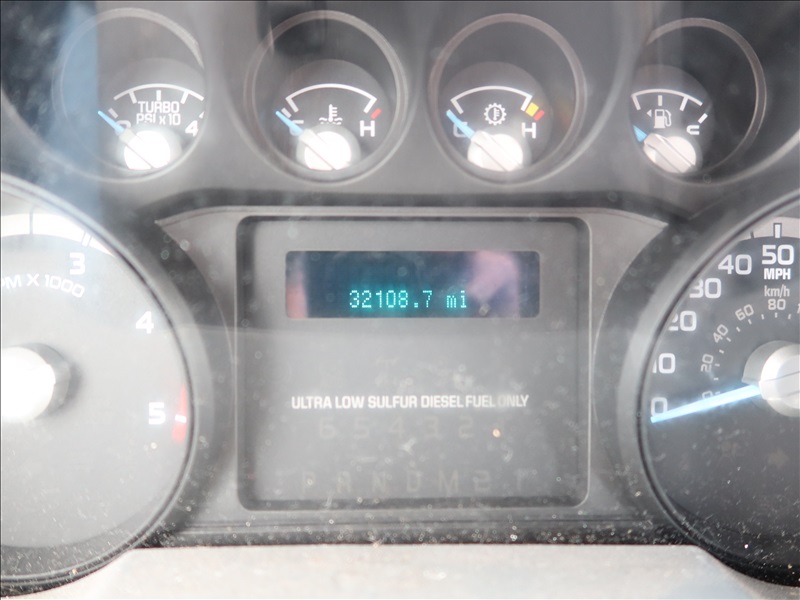 TURBO
PSI x 10
4
H
C H
3
RPM X 1000
4
5
32108.7 mi
ULTRA LOW SULFUR DIESEL FUEL ONLY
6 5 4 3 2
P R N D M 2 1
50
MPH
40
30
20
10
0
km/h
80
60
40
20